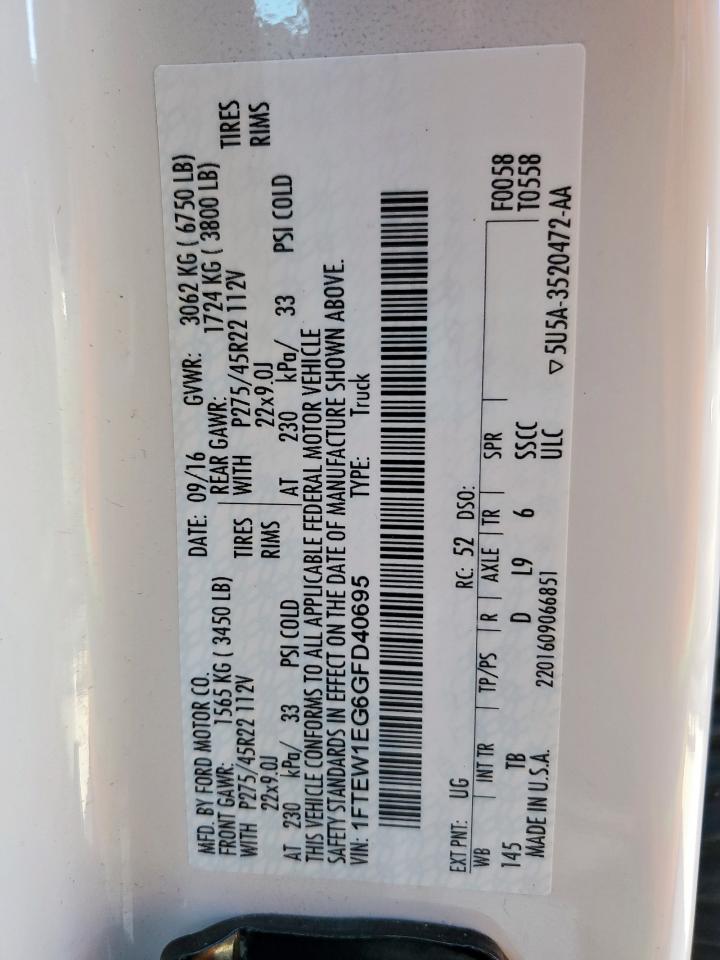 MFD. BY FORD MOTOR CO. DATE: 09/16 GVWR: 3062 KG ( 6750 LB)
FRONT GAWR: 1565 KG ( 3450 LB) REAR GAWR: 1724 KG ( 3800 LB)
WITH P275/45R22 112V TIRES WITH P275/45R22 112V TIRES
22x9.0J RIMS 22x9.0J RIMS
AT 230 kPa/ 33 PSI COLD AT 230 kPa/ 33 PSI COLD
THIS VEHICLE CONFORMS TO ALL APPLICABLE FEDERAL MOTOR VEHICLE
SAFETY STANDARDS IN EFFECT ON THE DATE OF MANUFACTURE SHOWN ABOVE.
VIN: 1FTEW1EG6GFD40695 TYPE: Truck
EXT PNT: UG RC: 52 DSO:
WB INT TR TP/PS R AXLE TR SPR F0058
145 TB D L9 6 SSCC T0558
MADE IN U.S.A. 2201609066851 ULC ▽ 5U5A-3520472-AA